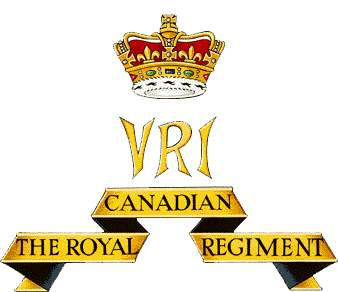 VRI
THE ROYAL CANADIAN REGIMENT